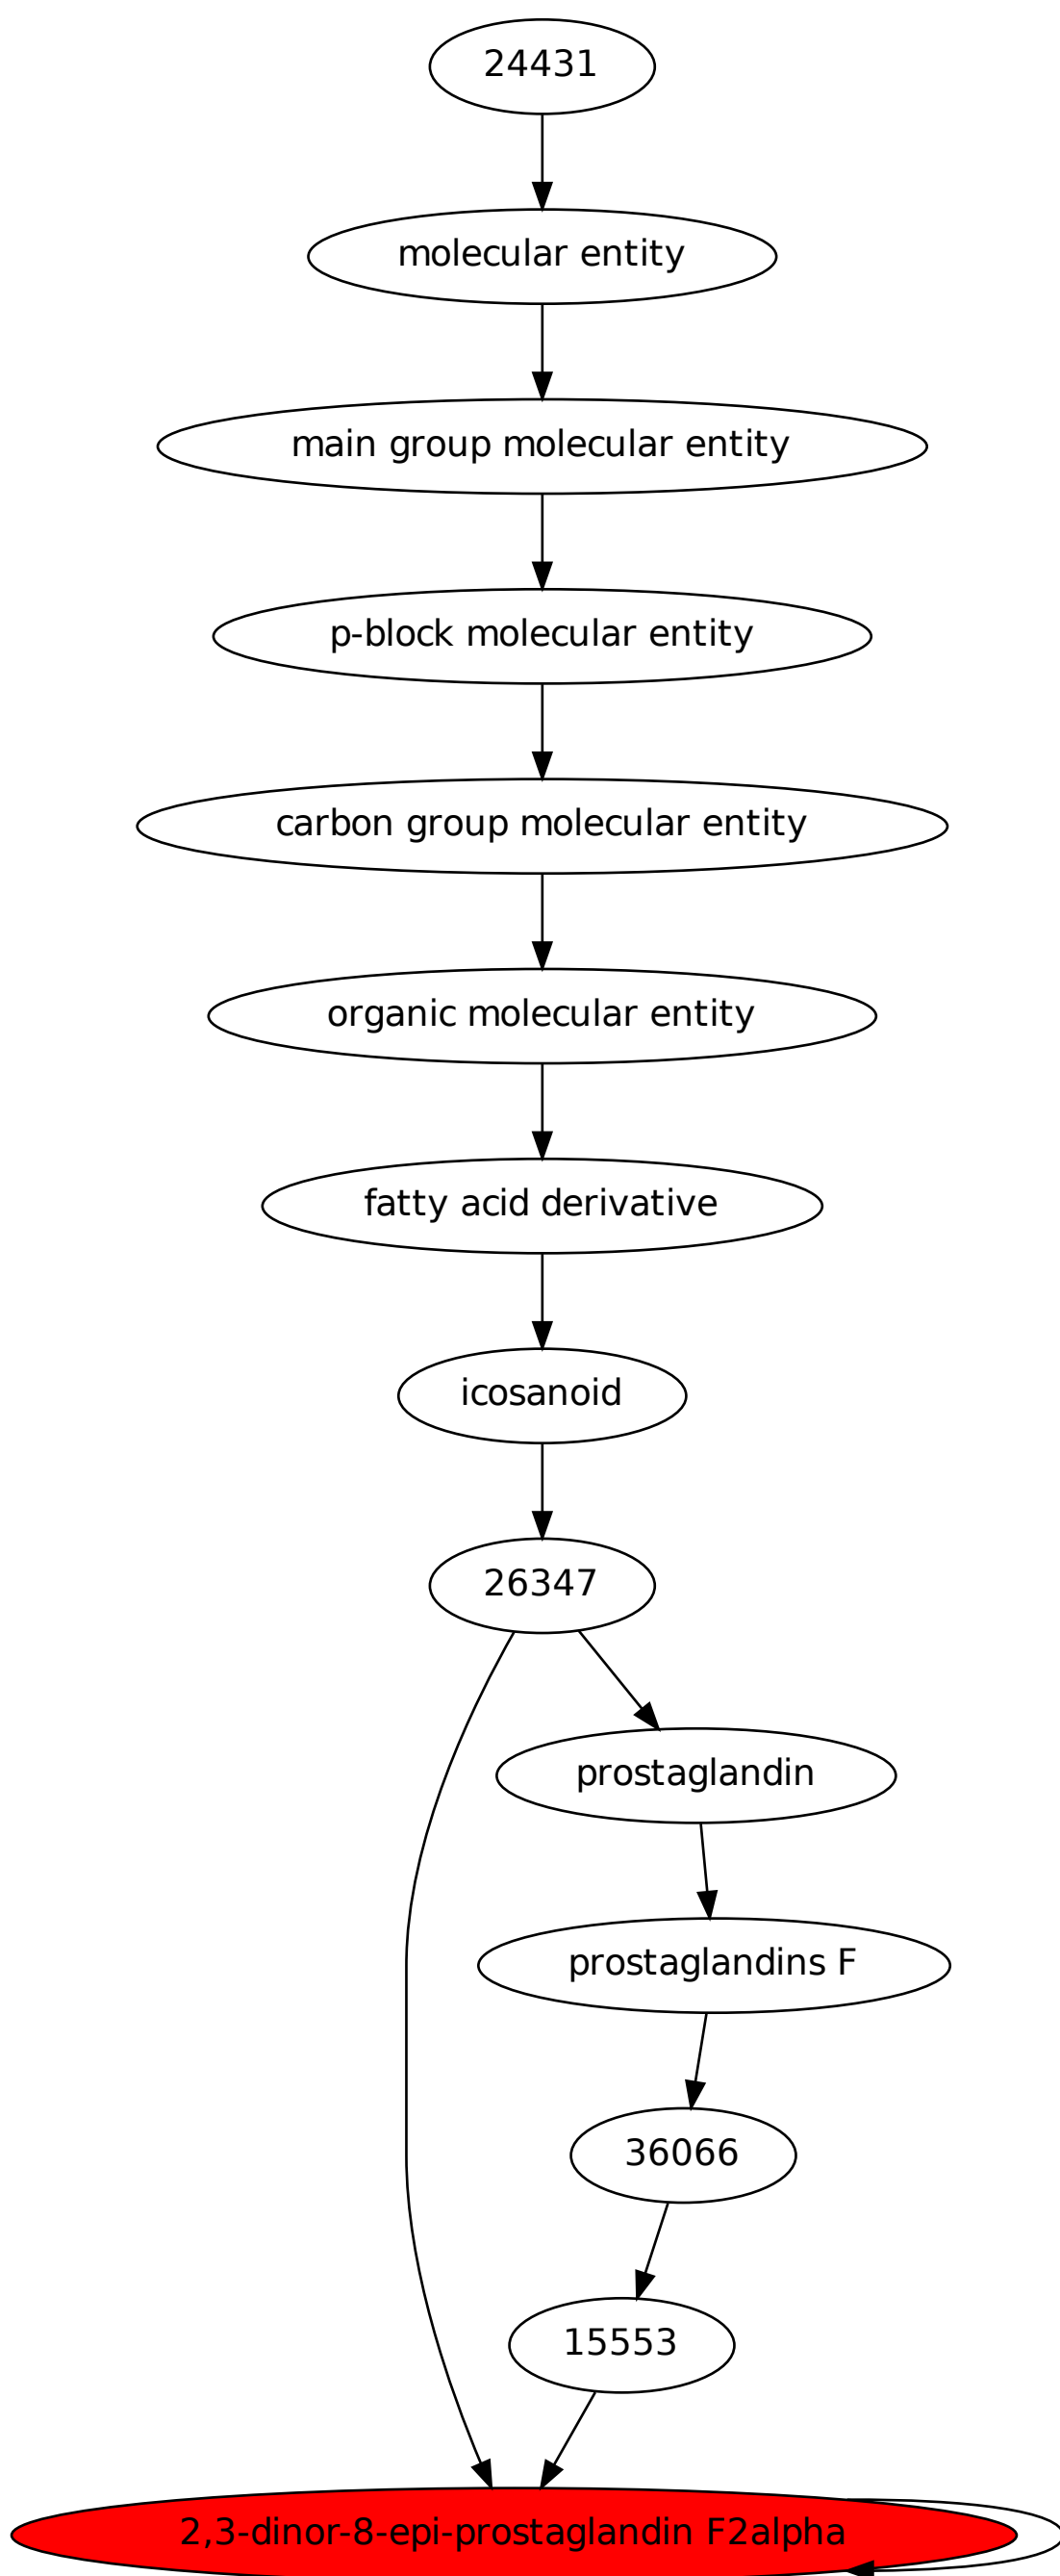 24431
molecular entity
main group molecular entity
p-block molecular entity
carbon group molecular entity
organic molecular entity
fatty acid derivative
icosanoid
26347
prostaglandin
prostaglandins F
36066
15553
2,3-dinor-8-epi-prostaglandin F2alpha